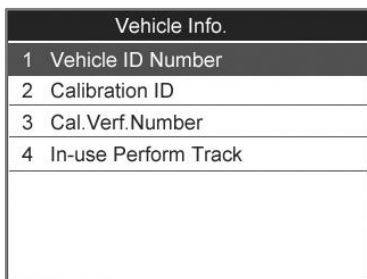 Vehicle Info.
1 Vehicle ID Number
2 Calibration ID
3 Cal.Verf.Number
4 In-use Perform Track